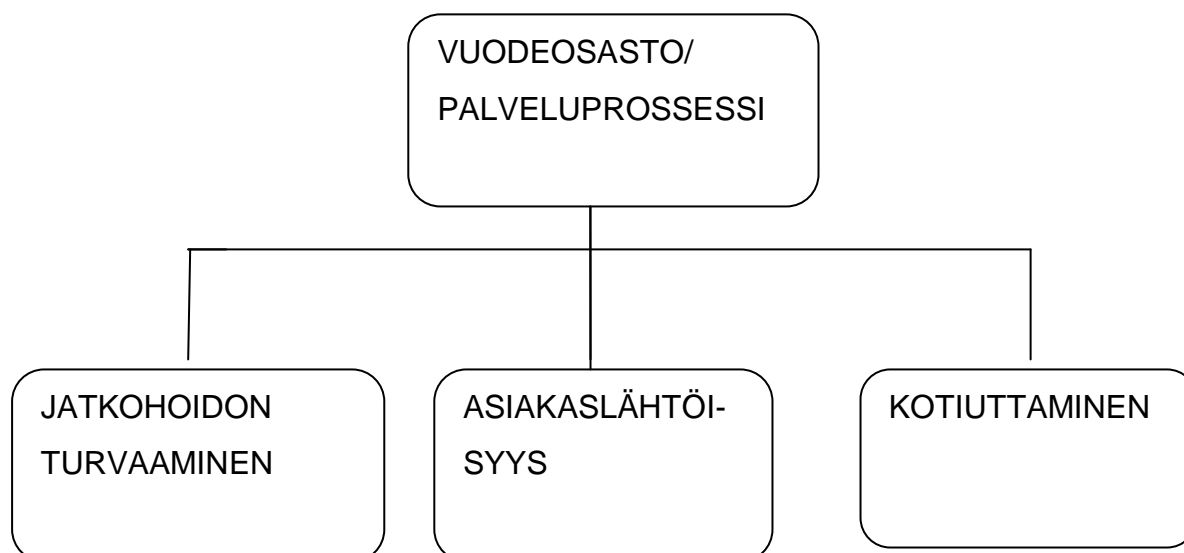 VUODEOSASTO/
PALVELUPROSSESSI
JATKOHOIDON
TURVAAMINEN
ASIAKASLÄHTÖI-
SYYS
KOTIUTTAMINEN